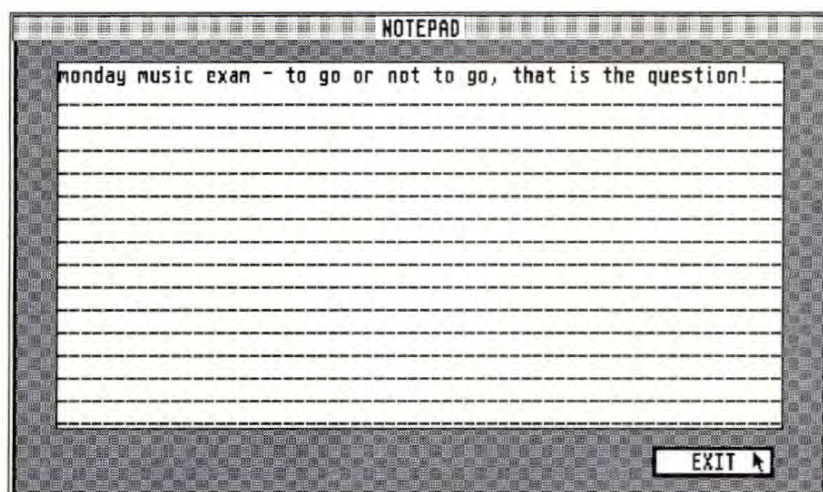 NOTEPAD
monday music exam - to go or not to go, that is the question!
EXIT